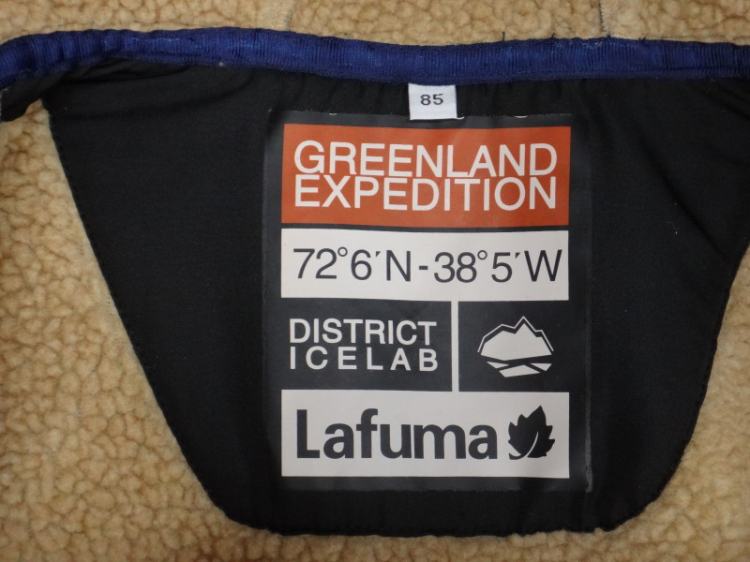 85
GREENLAND
EXPEDITION
72°6′N-38°5′W
DISTRICT
ICELAB
Lafuma